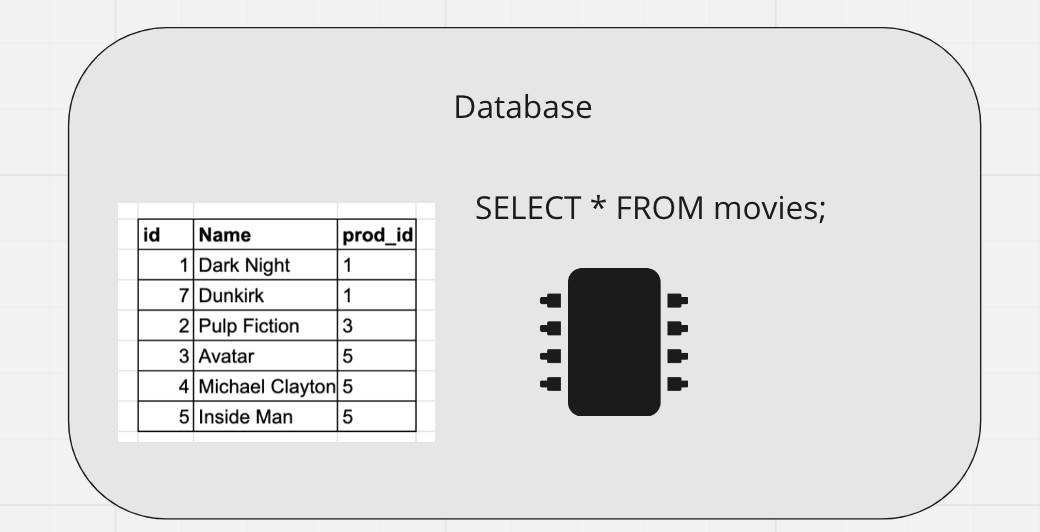 Database
SELECT * FROM movies;
id Name prod_id
1 Dark Night 1
7 Dunkirk 1
2 Pulp Fiction 3
3 Avatar 5
4 Michael Clayton 5
5 Inside Man 5